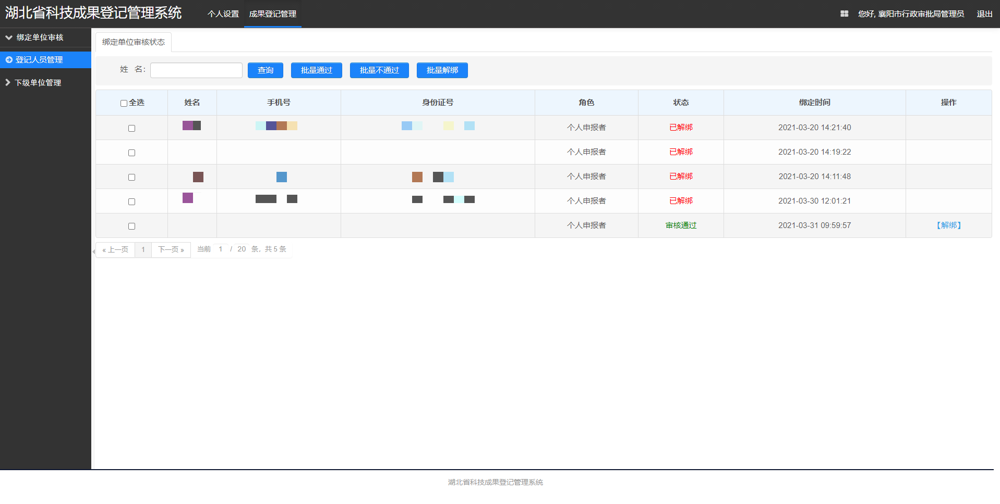 湖北省科技成果登记管理系统 个人设置 成果登记管理 您好, 襄阳市行政审批局管理员 退出
绑定单位审核
登记人员管理
下级单位管理
绑定单位审核状态
姓 名： 查询 批量通过 批量不通过 批量解绑
全选 姓名 手机号 身份证号 角色 状态 绑定时间 操作
个人申报者 已解绑 2021-03-20 14:21:40
个人申报者 已解绑 2021-03-20 14:19:22
个人申报者 已解绑 2021-03-20 14:11:48
个人申报者 已解绑 2021-03-30 12:01:21
个人申报者 审核通过 2021-03-31 09:59:57 【解绑】
« 上一页 1 下一页 » 当前 1 / 20 条，共 5 条
湖北省科技成果登记管理系统